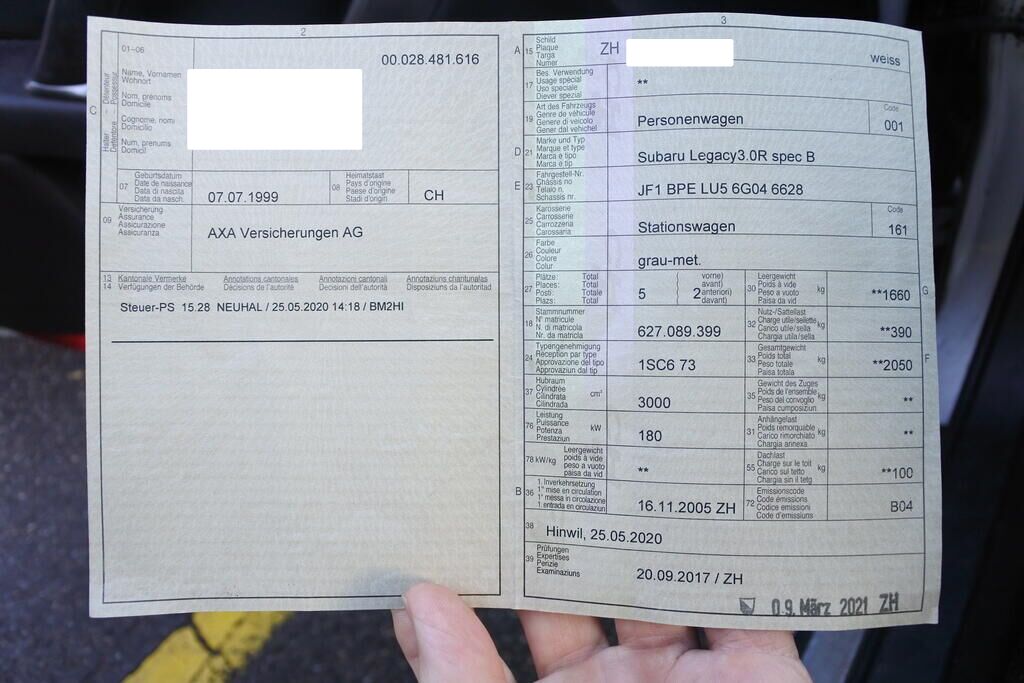 2
01–06
00.028.481.616
C
Halter – Détenteur
Detentore – Possessur
Name, Vornamen
Wohnort
Nom, prénoms
Domicile
Cognome, nomi
Domicilio
Num, prenums
Domicil
07
Geburtsdatum
Date de naissance
Data di nascita
Data da nasch.
07.07.1999
08
Heimatstaat
Pays d'origine
Paese d'origine
Stadi d'origin
CH
09
Versicherung
Assurance
Assicurazione
Assicuranza
AXA Versicherungen AG
13 Kantonale Vermerke Annotations cantonales Annotazioni cantonali Annotaziuns chantunalas
14 Verfügungen der Behörde Décisions de l'autorité Decisioni dell'autorità Disposiziuns da l'autoritad
Steuer-PS 15.28 NEUHAL / 25.05.2020 14:18 / BM2HI
3
A 15
Schild
Plaque
Targa
Numer
ZH
weiss
17
Bes. Verwendung
Usage spécial
Uso speciale
Diever spezial
**
19
Art des Fahrzeugs
Genre de véhicule
Genere di veicolo
Gener dal vehichel
Personenwagen
Code
001
D 21
Marke und Typ
Marque et type
Marca e tipo
Marca e tip
Subaru Legacy3.0R spec B
E 23
Fahrgestell-Nr.
Châssis no
Telaio n.
Schassis nr.
JF1 BPE LU5 6G04 6628
25
Karosserie
Carrosserie
Carrozzeria
Carossaria
Stationswagen
Code
161
26
Farbe
Couleur
Colore
Colur
grau-met.
27
Plätze: Total
Places: Total
Posti: Totale
Plazs: Total
5
vorne)
avant)
anteriori)
davant)
2
30
Leergewicht
Poids à vide
Peso a vuoto
Paisa da vid
kg
**1660
G
18
Stammnummer
N° matricule
N. di matricola
Nr. da matricla
627.089.399
32
Nutz-/Sattellast
Charge utile/sellette
Carico utile/sella
Chargia utila/sella
kg
**390
24
Typengenehmigung
Réception par type
Approvazione del tipo
Approvaziun dal tip
1SC6 73
33
Gesamtgewicht
Poids total
Peso totale
Paisa totala
kg
**2050
F
37
Hubraum
Cylindrée
Cilindrata
Cilindrada
cm³
3000
35
Gewicht des Zuges
Poids de l'ensemble
Peso del convoglio
Paisa cumposiziun
kg
**
76
Leistung
Puissance
Potenza
Prestaziun
kW
180
31
Anhängelast
Poids remorquable
Carico rimorchiato
Chargia annexa
kg
**
78 kW/kg
Leergewicht
poids à vide
peso a vuoto
paisa da vid
**
55
Dachlast
Charge sur le toit
Carico sul tetto
Chargia sin il tetg
kg
**100
B 36
1. Inverkehrsetzung
1re mise en circulation
1a messa in circolazione
1. entrada en circulaziun
16.11.2005 ZH
72
Emissionscode
Code émissions
Codice emissioni
Code d'emissiuns
B04
38
Hinwil, 25.05.2020
39
Prüfungen
Expertises
Perizie
Examinaziuns
20.09.2017 / ZH
09. März 2021 ZH